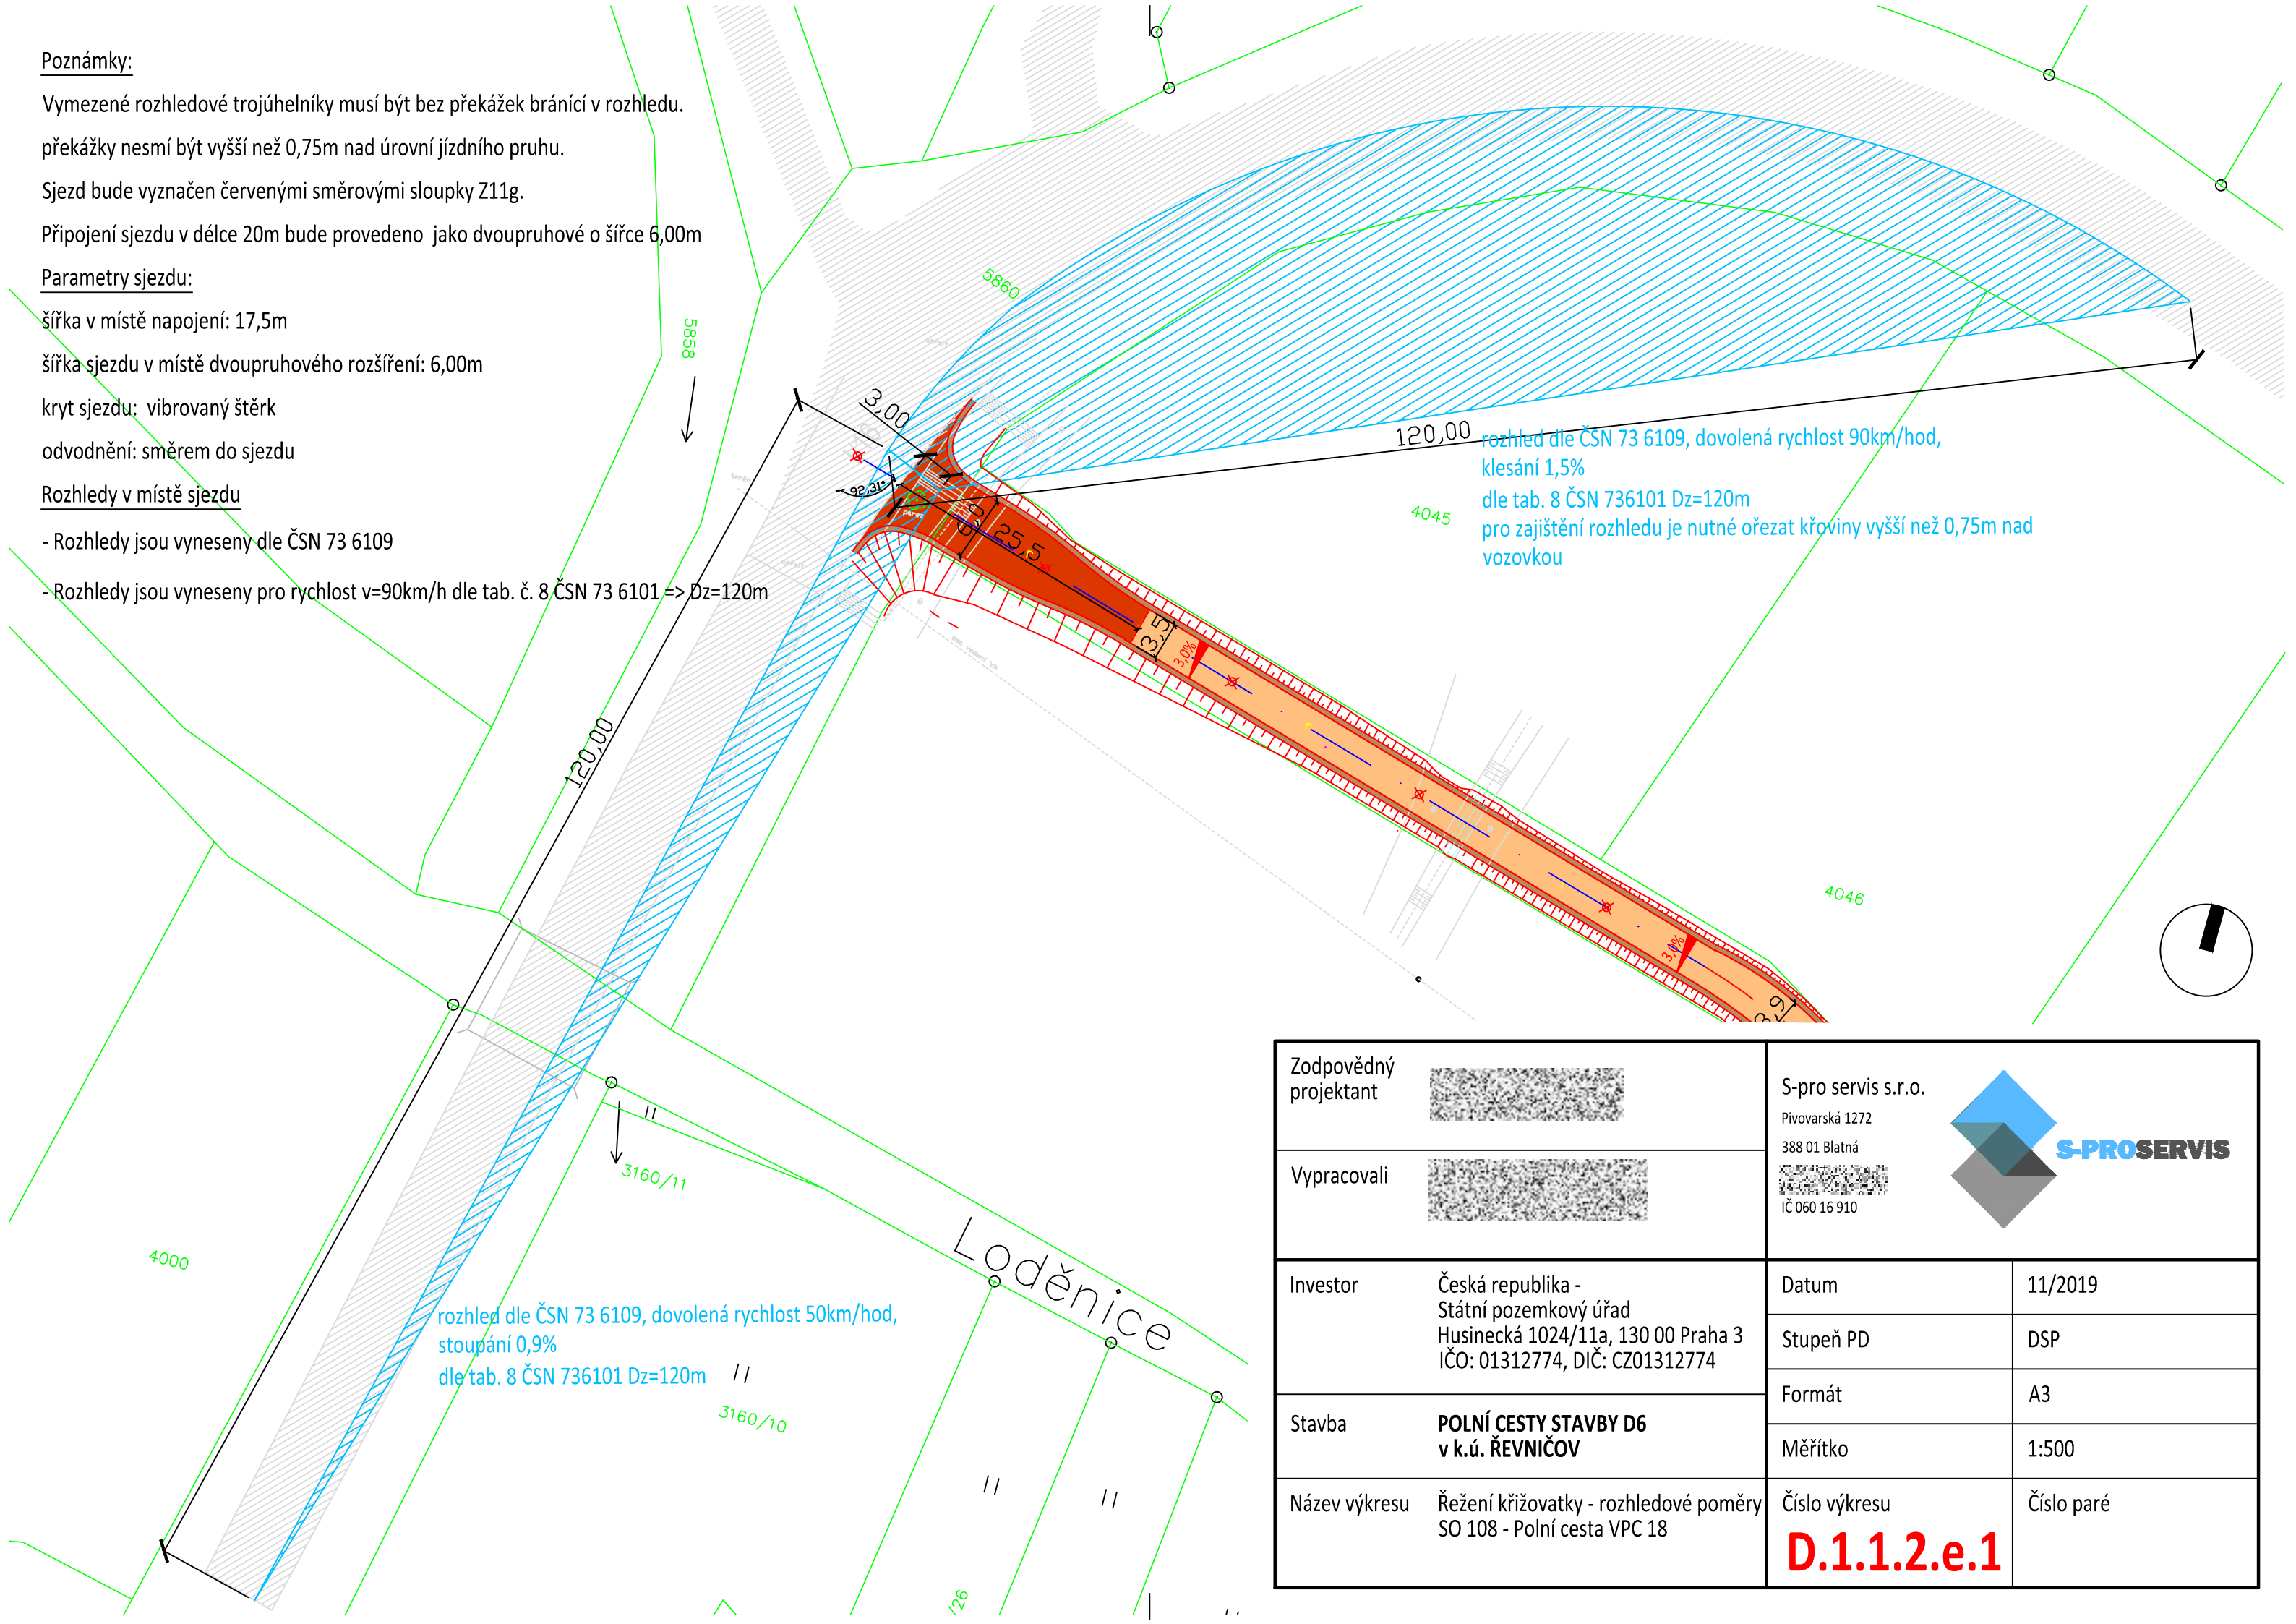 Poznámky:
Vymezené rozhledové trojúhelníky musí být bez překážek bránící v rozhledu.
překážky nesmí být vyšší než 0,75m nad úrovní jízdního pruhu.
Sjezd bude vyznačen červenými směrovými sloupky Z11g.
Připojení sjezdu v délce 20m bude provedeno jako dvoupruhové o šířce 6,00m
Parametry sjezdu:
šířka v místě napojení: 17,5m
šířka sjezdu v místě dvoupruhového rozšíření: 6,00m
kryt sjezdu: vibrovaný štěrk
odvodnění: směrem do sjezdu
Rozhledy v místě sjezdu
- Rozhledy jsou vyneseny dle ČSN 73 6109
- Rozhledy jsou vyneseny pro rychlost v=90km/h dle tab. č. 8 ČSN 73 6101 => Dz=120m
5860
5858
3,00
120,00
92,31°
pařez
6,0
25,5
rozhled dle ČSN 73 6109, dovolená rychlost 90km/hod,
klesání 1,5%
dle tab. 8 ČSN 736101 Dz=120m
pro zajištění rozhledu je nutné ořezat křoviny vyšší než 0,75m nad
vozovkou
4045
3,5
3,0%
120,00
4046
3,0%
3,9
3160/11
4000
Loděnice
rozhled dle ČSN 73 6109, dovolená rychlost 50km/hod,
stoupání 0,9%
dle tab. 8 ČSN 736101 Dz=120m
3160/10
/26
Zodpovědný
projektant
Vypracovali
S-pro servis s.r.o.
Pivovarská 1272
388 01 Blatná
IČ 060 16 910
S-PROSERVIS
Investor
Česká republika -
Státní pozemkový úřad
Husinecká 1024/11a, 130 00 Praha 3
IČO: 01312774, DIČ: CZ01312774
Stavba
POLNÍ CESTY STAVBY D6
v k.ú. ŘEVNIČOV
Název výkresu
Řežení křižovatky - rozhledové poměry
SO 108 - Polní cesta VPC 18
Datum
11/2019
Stupeň PD
DSP
Formát
A3
Měřítko
1:500
Číslo výkresu
D.1.1.2.e.1
Číslo paré